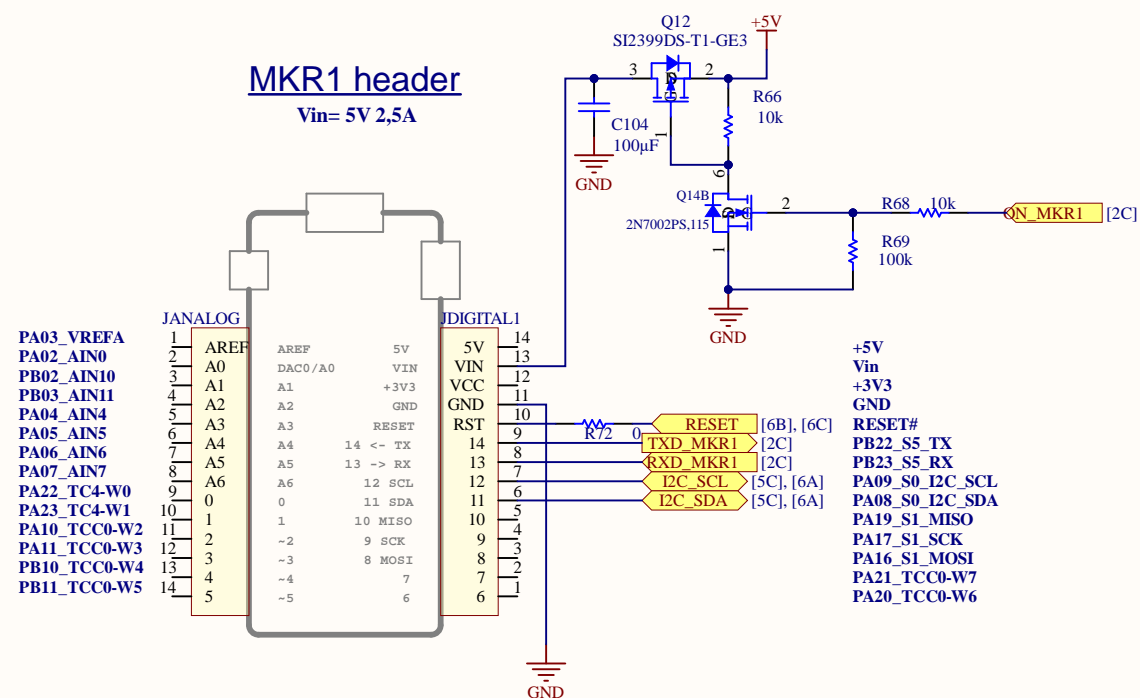 MKR1 header
Vin= 5V 2,5A
Q12
SI2399DS-T1-GE3
+5V
3
2
1
C104
100µF
GND
R66
10k
6
Q14B
2N7002PS,115
2
1
R68
10k
ON_MKR1
[2C]
R69
100k
GND
JANALOG
PA03_VREFA 1 AREF
PA02_AIN0 2 A0
PB02_AIN10 3 A1
PB03_AIN11 4 A2
PA04_AIN4 5 A3
PA05_AIN5 6 A4
PA06_AIN6 7 A5
PA07_AIN7 8 A6
PA22_TC4-W0 9 0
PA23_TC4-W1 10 1
PA10_TCC0-W2 11 2
PA11_TCC0-W3 12 3
PB10_TCC0-W4 13 4
PB11_TCC0-W5 14 5
AREF 5V
DAC0/A0 VIN
A1 +3V3
A2 GND
A3 RESET
A4 14 <- TX
A5 13 -> RX
A6 12 SCL
0 11 SDA
1 10 MISO
~2 9 SCK
~3 8 MOSI
~4 7
~5 6
JDIGITAL1
5V 14 +5V
VIN 13 Vin
VCC 12 +3V3
GND 11 GND
RST 10 R72 0 RESET [6B], [6C] RESET#
14 9 TXD_MKR1 [2C] PB22_S5_TX
13 8 RXD_MKR1 [2C] PB23_S5_RX
12 7 I2C_SCL [5C], [6A] PA09_S0_I2C_SCL
11 6 I2C_SDA [5C], [6A] PA08_S0_I2C_SDA
10 5 PA19_S1_MISO
9 4 PA17_S1_SCK
8 3 PA16_S1_MOSI
7 2 PA21_TCC0-W7
6 1 PA20_TCC0-W6
GND